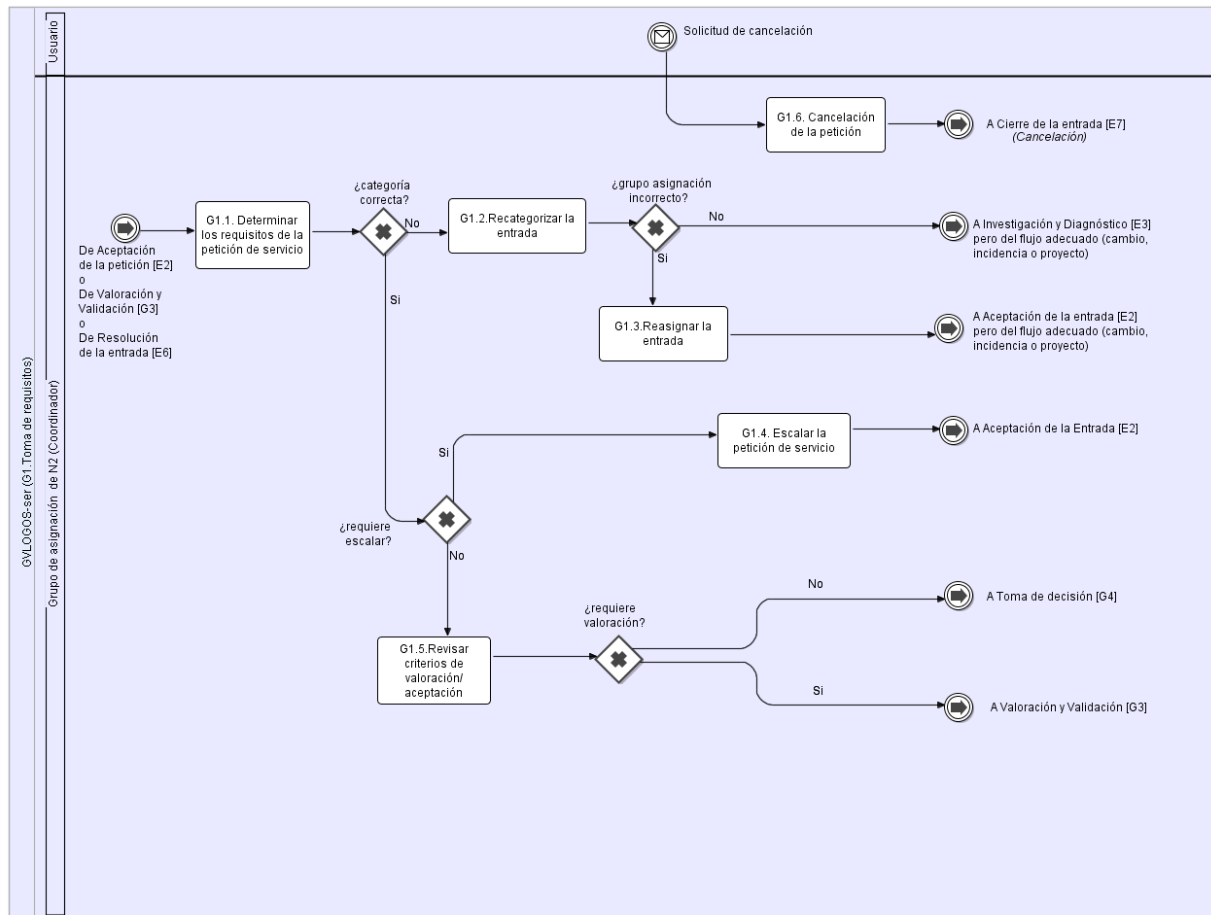 GVLOGOS-ser (G1.Toma de requisitos)
Usuario
Grupo de asignación de N2 (Coordinador)
Solicitud de cancelación
G1.6. Cancelación
de la petición
A Cierre de la entrada [E7]
(Cancelación)
De Aceptación
de la petición [E2]
o
De Valoración y
Validación [G3]
o
De Resolución
de la entrada [E6]
G1.1. Determinar
los requisitos de la
petición de servicio
¿categoría
correcta?
No
Si
G1.2.Recategorizar la
entrada
¿grupo asignación
incorrecto?
No
Si
A Investigación y Diagnóstico [E3]
pero del flujo adecuado (cambio,
incidencia o proyecto)
G1.3.Reasignar la
entrada
A Aceptación de la entrada [E2]
pero del flujo adecuado (cambio,
incidencia o proyecto)
¿requiere
escalar?
Si
No
G1.4. Escalar la
petición de servicio
A Aceptación de la Entrada [E2]
G1.5.Revisar
criterios de
valoración/
aceptación
¿requiere
valoración?
No
Si
A Toma de decisión [G4]
A Valoración y Validación [G3]